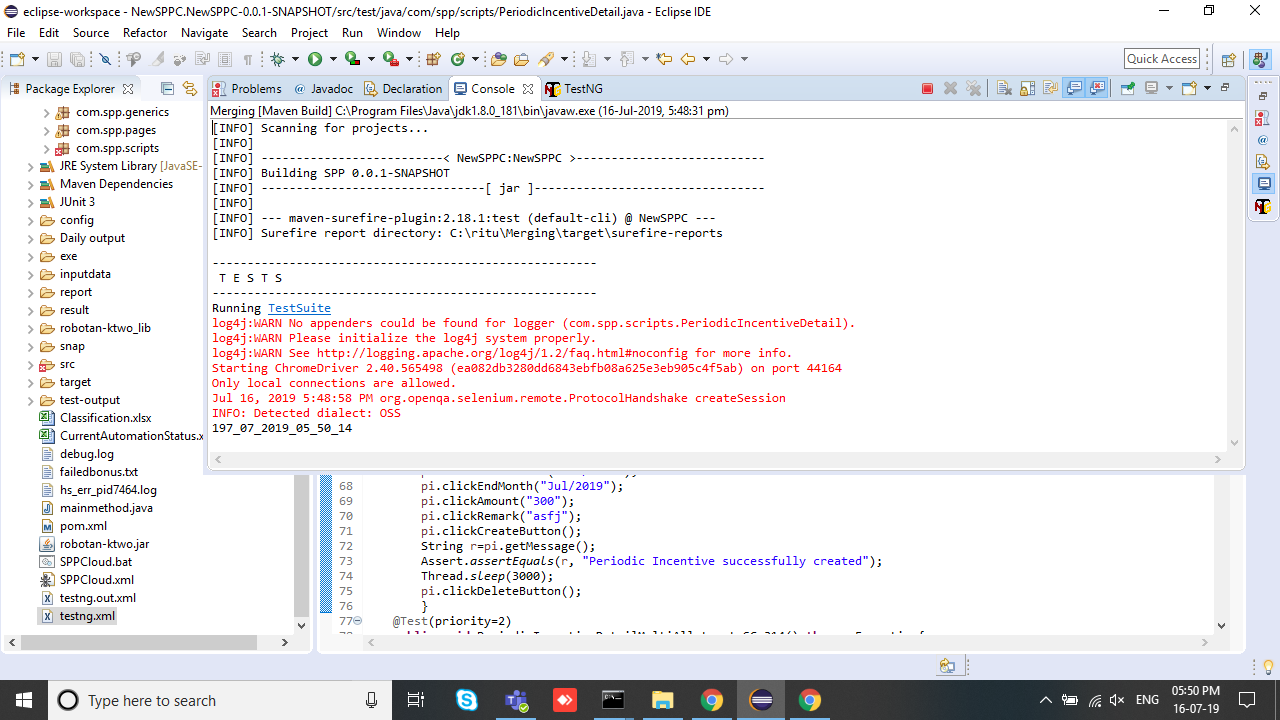 eclipse-workspace - NewSPPC.NewSPPC-0.0.1-SNAPSHOT/src/test/java/com/spp/scripts/PeriodicIncentiveDetail.java - Eclipse IDE
File Edit Source Refactor Navigate Search Project Run Window Help
Quick Access
Package Explorer
com.spp.generics
com.spp.pages
com.spp.scripts
JRE System Library [JavaSE-
Maven Dependencies
JUnit 3
config
Daily output
exe
inputdata
report
result
robotan-ktwo_lib
snap
src
target
test-output
Classification.xlsx
CurrentAutomationStatus.x
debug.log
failedbonus.txt
hs_err_pid7464.log
mainmethod.java
pom.xml
robotan-ktwo.jar
SPPCloud.bat
SPPCloud.xml
testng.out.xml
testng.xml
Problems Javadoc Declaration Console TestNG
Merging [Maven Build] C:\Program Files\Java\jdk1.8.0_181\bin\javaw.exe (16-Jul-2019, 5:48:31 pm)
[INFO] Scanning for projects...
[INFO]
[INFO] --------------------------< NewSPPC:NewSPPC >---------------------------
[INFO] Building SPP 0.0.1-SNAPSHOT
[INFO] --------------------------------[ jar ]---------------------------------
[INFO]
[INFO] --- maven-surefire-plugin:2.18.1:test (default-cli) @ NewSPPC ---
[INFO] Surefire report directory: C:\ritu\Merging\target\surefire-reports
-------------------------------------------------------
T E S T S
-------------------------------------------------------
Running TestSuite
log4j:WARN No appenders could be found for logger (com.spp.scripts.PeriodicIncentiveDetail).
log4j:WARN Please initialize the log4j system properly.
log4j:WARN See http://logging.apache.org/log4j/1.2/faq.html#noconfig for more info.
Starting ChromeDriver 2.40.565498 (ea082db3280dd6843ebfb08a625e3eb905c4f5ab) on port 44164
Only local connections are allowed.
Jul 16, 2019 5:48:58 PM org.openqa.selenium.remote.ProtocolHandshake createSession
INFO: Detected dialect: OSS
197_07_2019_05_50_14
68 pi.clickEndMonth("Jul/2019");
69 pi.clickAmount("300");
70 pi.clickRemark("asfj");
71 pi.clickCreateButton();
72 String r=pi.getMessage();
73 Assert.assertEquals(r, "Periodic Incentive successfully created");
74 Thread.sleep(3000);
75 pi.clickDeleteButton();
76 }
77 @Test(priority=2)
Type here to search
ENG
05:50 PM
16-07-19